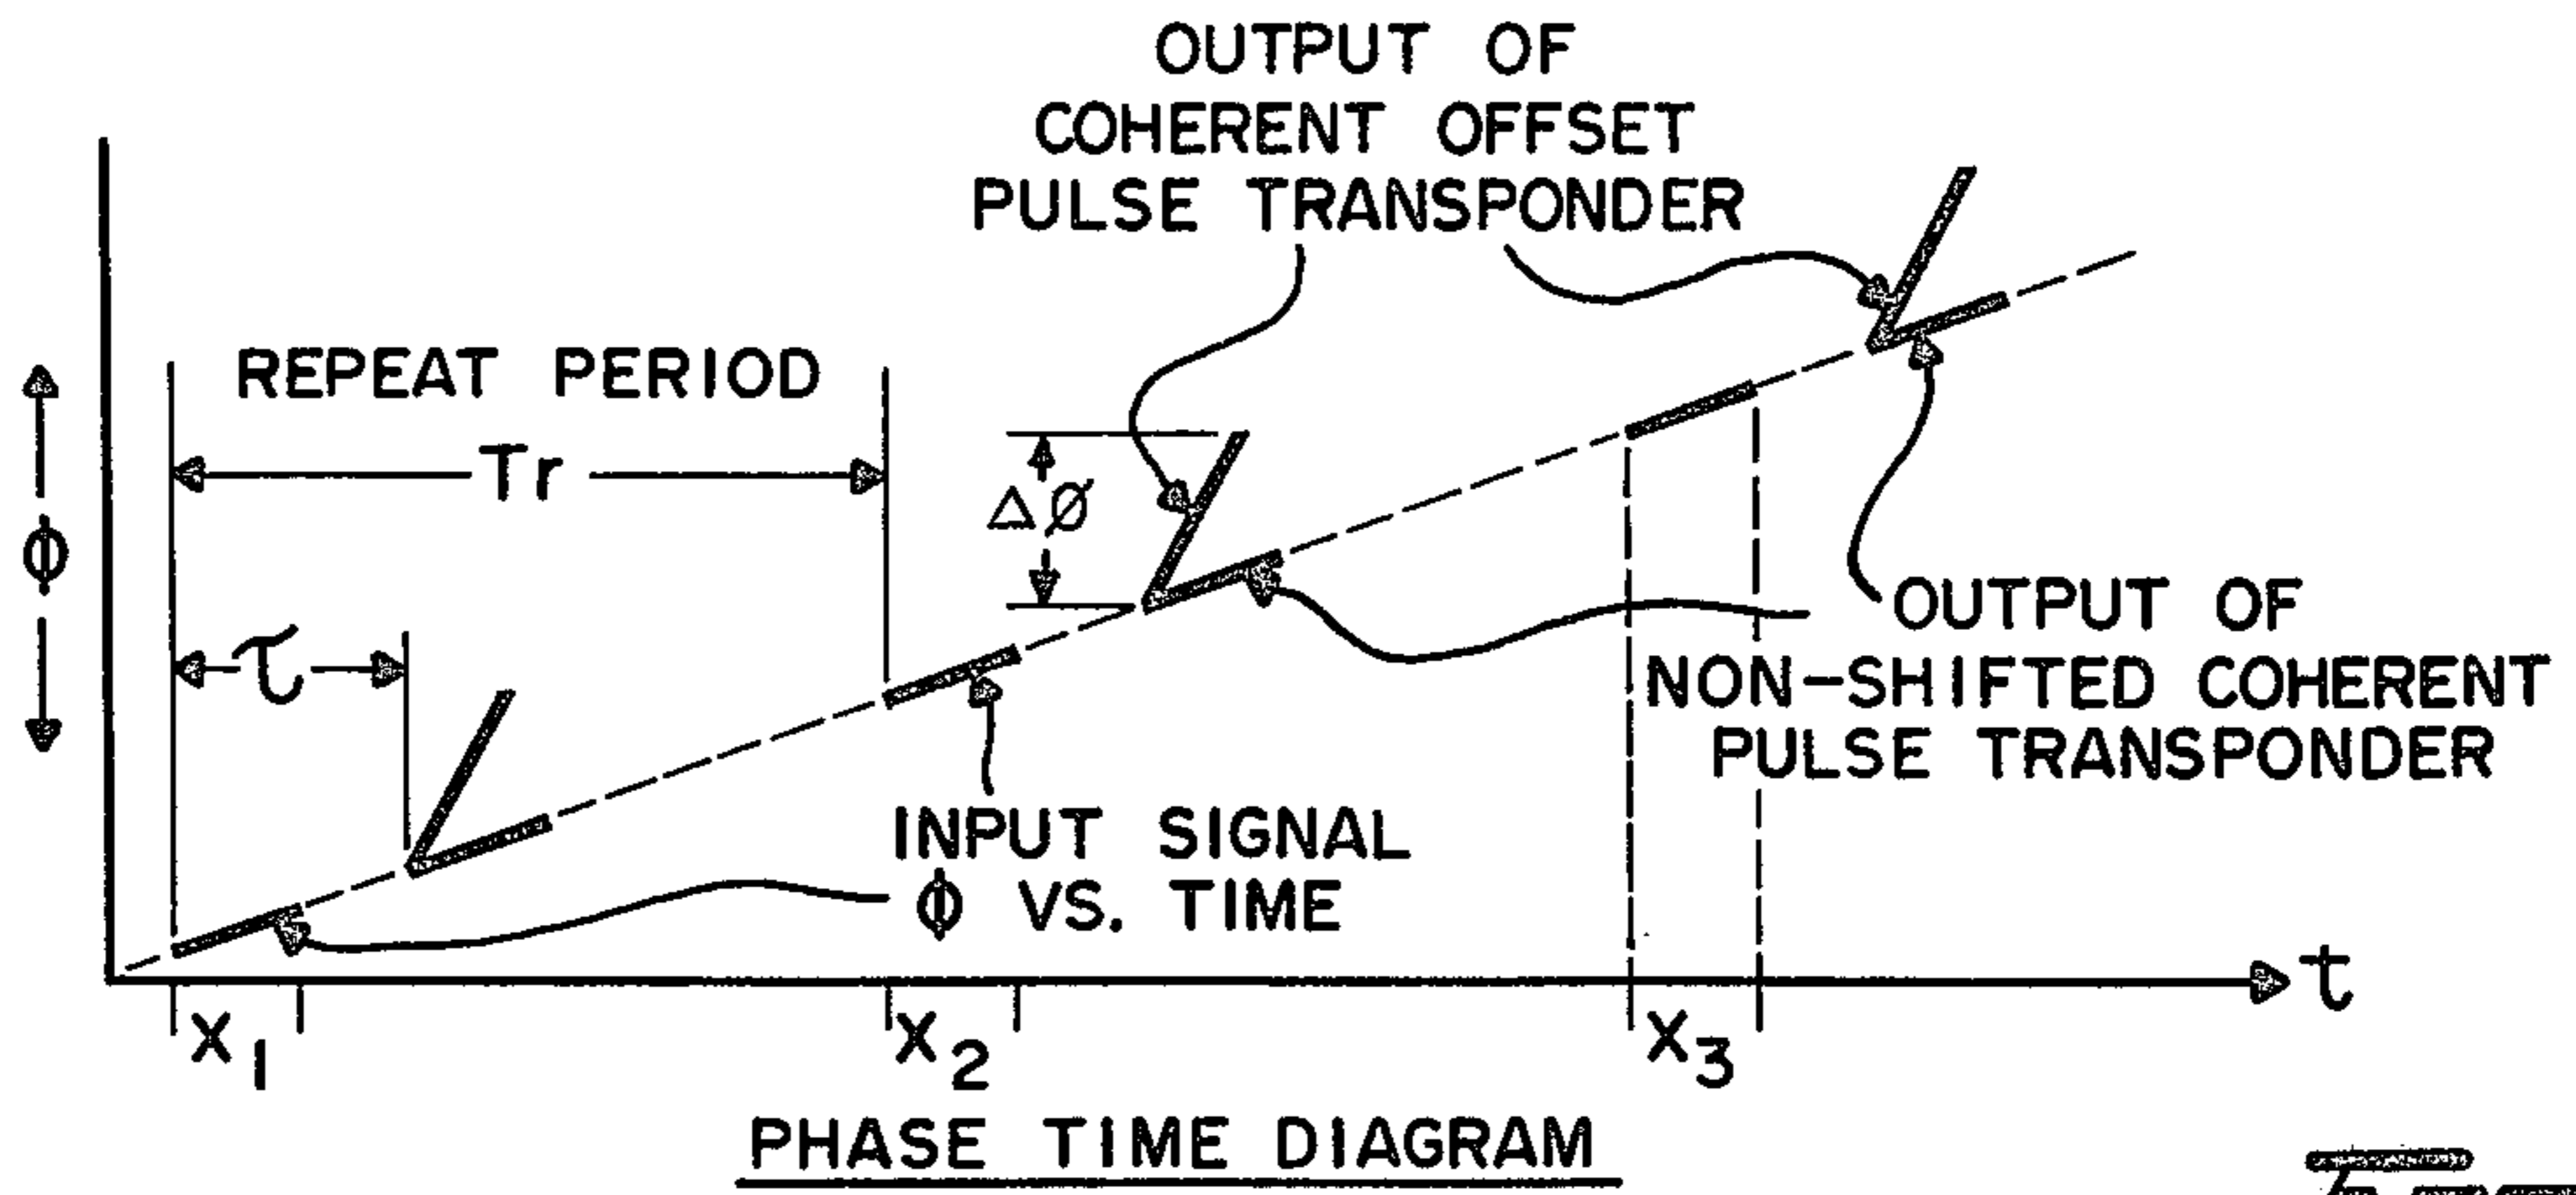 OUTPUT OF
COHERENT OFFSET
PULSE TRANSPONDER
REPEAT PERIOD
Tr
Δø
ϕ
τ
OUTPUT OF
NON-SHIFTED COHERENT
PULSE TRANSPONDER
INPUT SIGNAL
ϕ VS. TIME
t
X1
X2
X3
PHASE TIME DIAGRAM